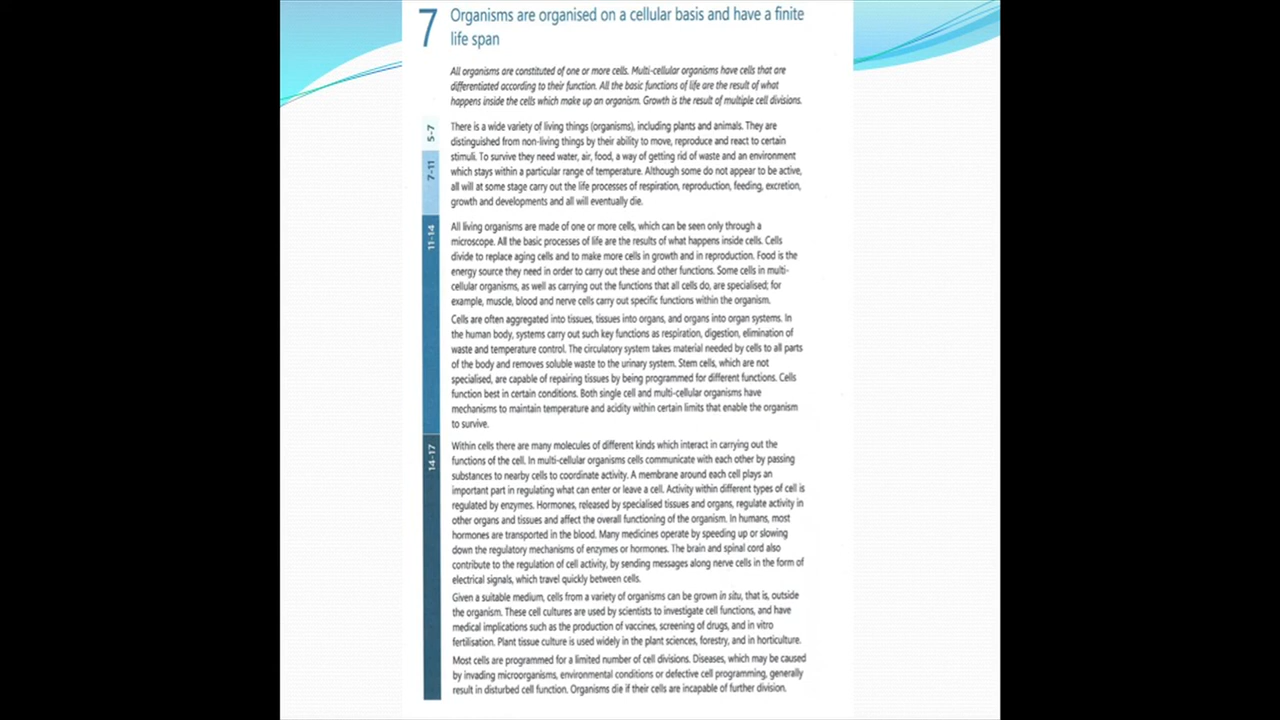 7
Organisms are organised on a cellular basis and have a finite
life span
All organisms are constituted of one or more cells. Multi-cellular organisms have cells that are
differentiated according to their function. All the basic functions of life are the result of what
happens inside the cells which make up an organism. Growth is the result of multiple cell divisions.
5-7
There is a wide variety of living things (organisms), including plants and animals. They are
distinguished from non-living things by their ability to move, reproduce and react to certain
stimuli. To survive they need water, air, food, a way of getting rid of waste and an environment
7-11
which stays within a particular range of temperature. Although some do not appear to be active,
all will at some stage carry out the life processes of respiration, reproduction, feeding, excretion,
growth and developments and all will eventually die.
11-14
All living organisms are made of one or more cells, which can be seen only through a
microscope. All the basic processes of life are the results of what happens inside cells. Cells
divide to replace aging cells and to make more cells in growth and in reproduction. Food is the
energy source they need in order to carry out these and other functions. Some cells in multi-
cellular organisms, as well as carrying out the functions that all cells do, are specialised; for
example, muscle, blood and nerve cells carry out specific functions within the organism.
Cells are often aggregated into tissues, tissues into organs, and organs into organ systems. In
the human body, systems carry out such key functions as respiration, digestion, elimination of
waste and temperature control. The circulatory system takes material needed by cells to all parts
of the body and removes soluble waste to the urinary system. Stem cells, which are not
specialised, are capable of repairing tissues by being programmed for different functions. Cells
function best in certain conditions. Both single cell and multi-cellular organisms have
mechanisms to maintain temperature and acidity within certain limits that enable the organism
to survive.
14-17
Within cells there are many molecules of different kinds which interact in carrying out the
functions of the cell. In multi-cellular organisms cells communicate with each other by passing
substances to nearby cells to coordinate activity. A membrane around each cell plays an
important part in regulating what can enter or leave a cell. Activity within different types of cell is
regulated by enzymes. Hormones, released by specialised tissues and organs, regulate activity in
other organs and tissues and affect the overall functioning of the organism. In humans, most
hormones are transported in the blood. Many medicines operate by speeding up or slowing
down the regulatory mechanisms of enzymes or hormones. The brain and spinal cord also
contribute to the regulation of cell activity, by sending messages along nerve cells in the form of
electrical signals, which travel quickly between cells.
Given a suitable medium, cells from a variety of organisms can be grown in situ, that is, outside
the organism. These cell cultures are used by scientists to investigate cell functions, and have
medical implications such as the production of vaccines, screening of drugs, and in vitro
fertilisation. Plant tissue culture is used widely in the plant sciences, forestry, and in horticulture.
Most cells are programmed for a limited number of cell divisions. Diseases, which may be caused
by invading microorganisms, environmental conditions or defective cell programming, generally
result in disturbed cell function. Organisms die if their cells are incapable of further division.